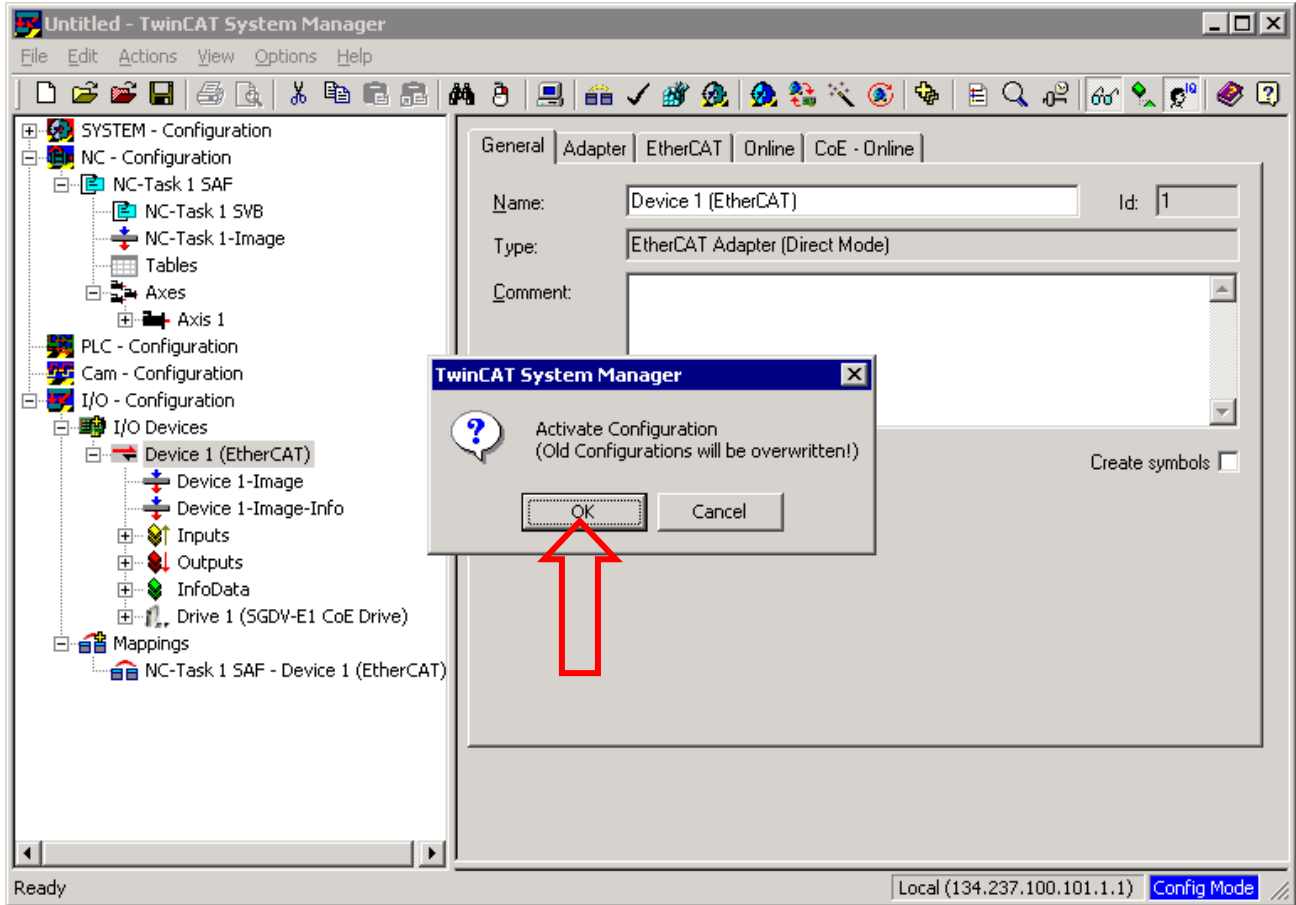 Untitled - TwinCAT System Manager
File Edit Actions View Options Help
SYSTEM - Configuration
NC - Configuration
NC-Task 1 SAF
NC-Task 1 SVB
NC-Task 1-Image
Tables
Axes
Axis 1
PLC - Configuration
Cam - Configuration
I/O - Configuration
I/O Devices
Device 1 (EtherCAT)
Device 1-Image
Device 1-Image-Info
Inputs
Outputs
InfoData
Drive 1 (SGDV-E1 CoE Drive)
Mappings
NC-Task 1 SAF - Device 1 (EtherCAT)
General Adapter EtherCAT Online CoE - Online
Name: Device 1 (EtherCAT) Id: 1
Type: EtherCAT Adapter (Direct Mode)
Comment:
Create symbols
TwinCAT System Manager
Activate Configuration
(Old Configurations will be overwritten!)
OK Cancel
Ready Local (134.237.100.101.1.1) Config Mode